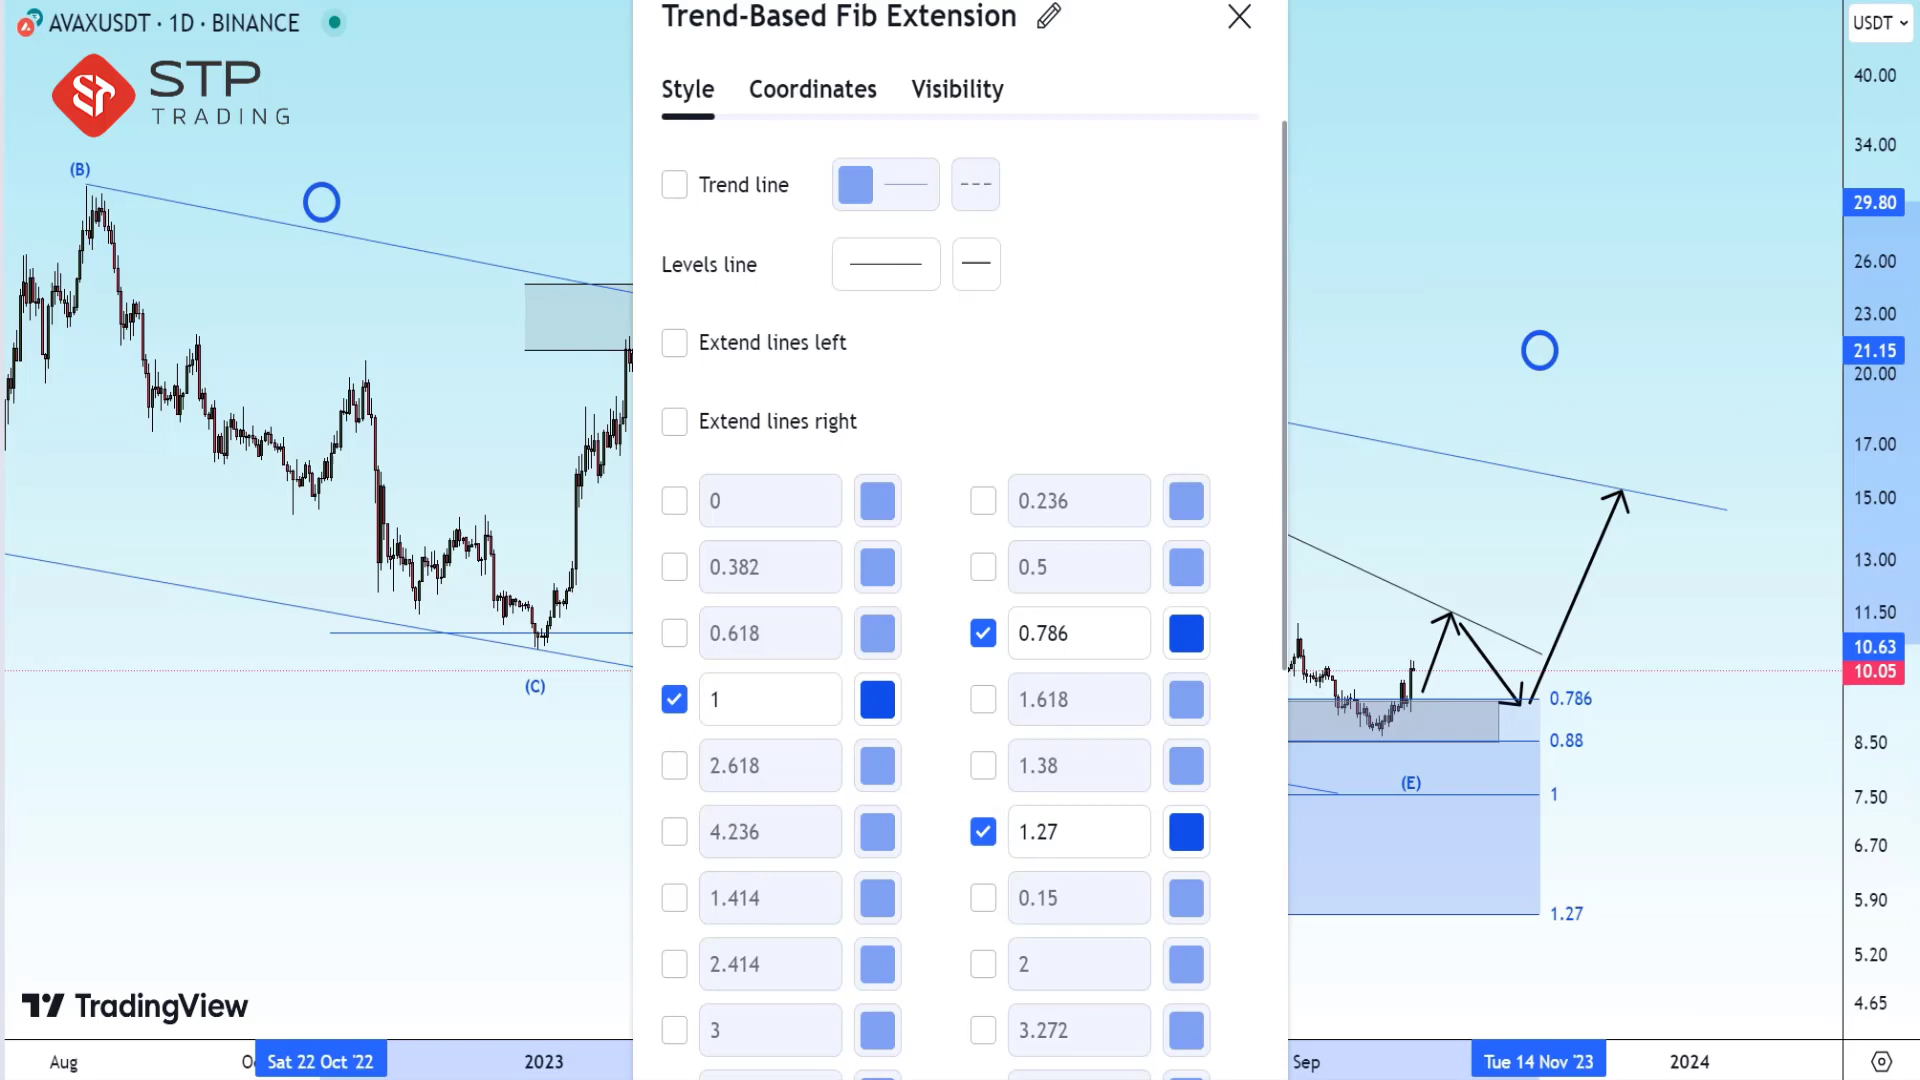 AVAXUSDT · 1D · BINANCE
STP
TRADING
(B)
(C)
Trend-Based Fib Extension
Style
Coordinates
Visibility
Trend line
Levels line
Extend lines left
Extend lines right
0
0.236
0.382
0.5
0.618
0.786
1
1.618
2.618
1.38
4.236
1.27
1.414
0.15
2.414
2
3
3.272
0.786
0.88
(E)
1
1.27
USDT
40.00
34.00
29.80
26.00
23.00
21.15
20.00
17.00
15.00
13.00
11.50
10.63
10.05
8.50
7.50
6.70
5.90
5.20
4.65
TradingView
Aug
Sat 22 Oct '22
2023
Sep
Tue 14 Nov '23
2024